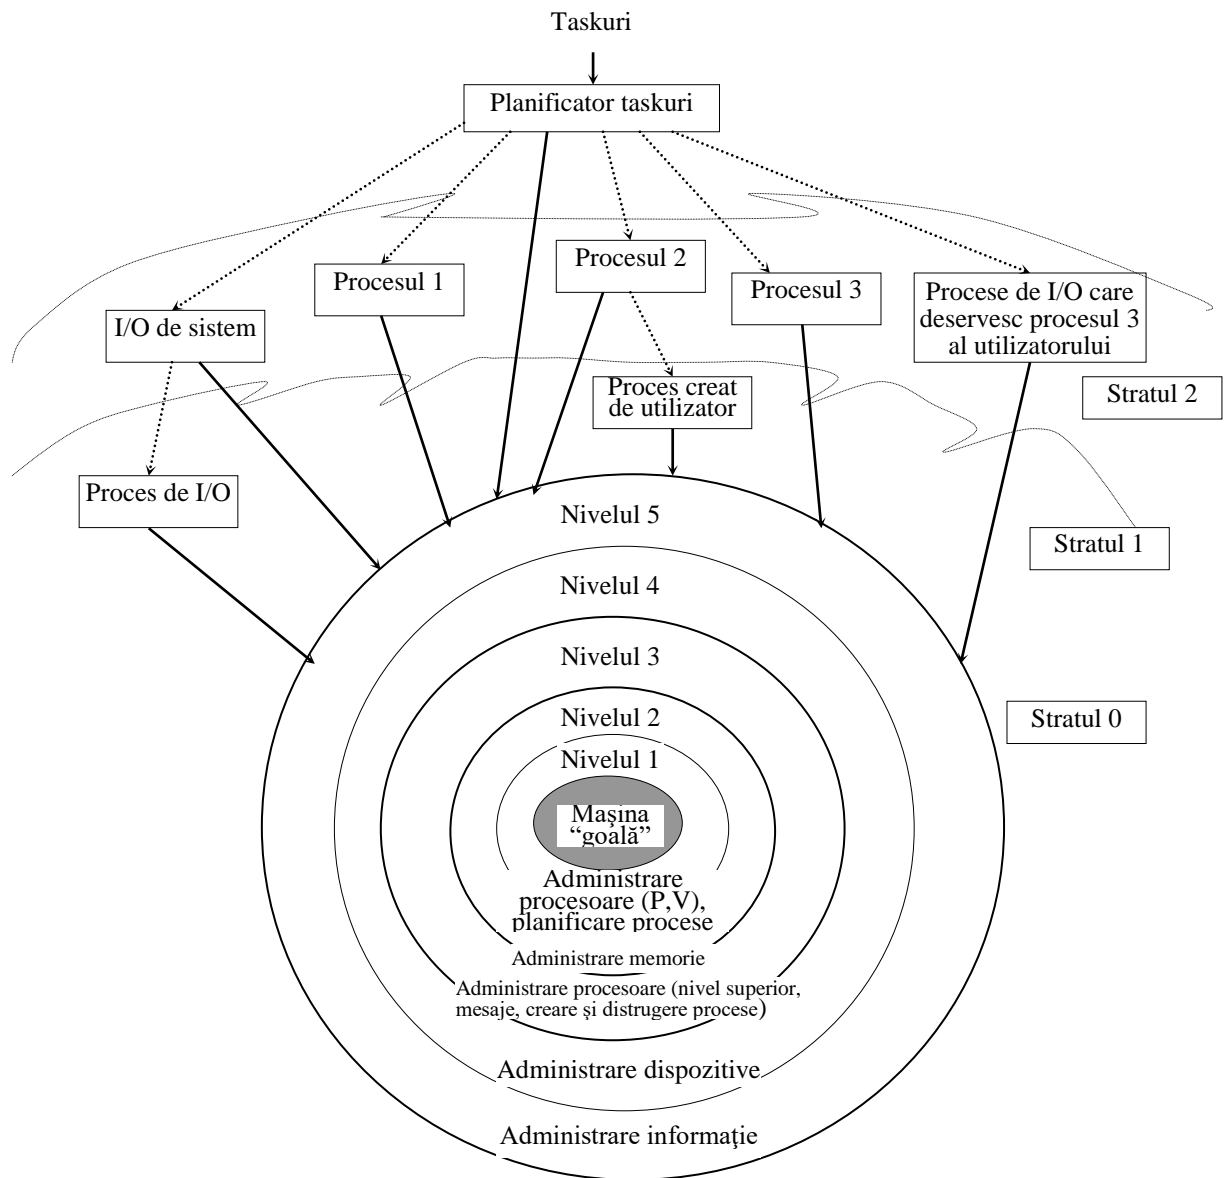 Taskuri
Planificator taskuri
Procesul 2
Procesul 1
Procesul 3
Procese de I/O care
deservesc procesul 3
al utilizatorului
I/O de sistem
Proces creat
de utilizator
Stratul 2
Proces de I/O
Nivelul 5
Stratul 1
Nivelul 4
Nivelul 3
Stratul 0
Nivelul 2
Nivelul 1
Maşina
“goală”
Administrare
procesoare (P,V),
planificare procese
Administrare memorie
Administrare procesoare (nivel superior,
mesaje, creare şi distrugere procese)
Administrare dispozitive
Administrare informaţie